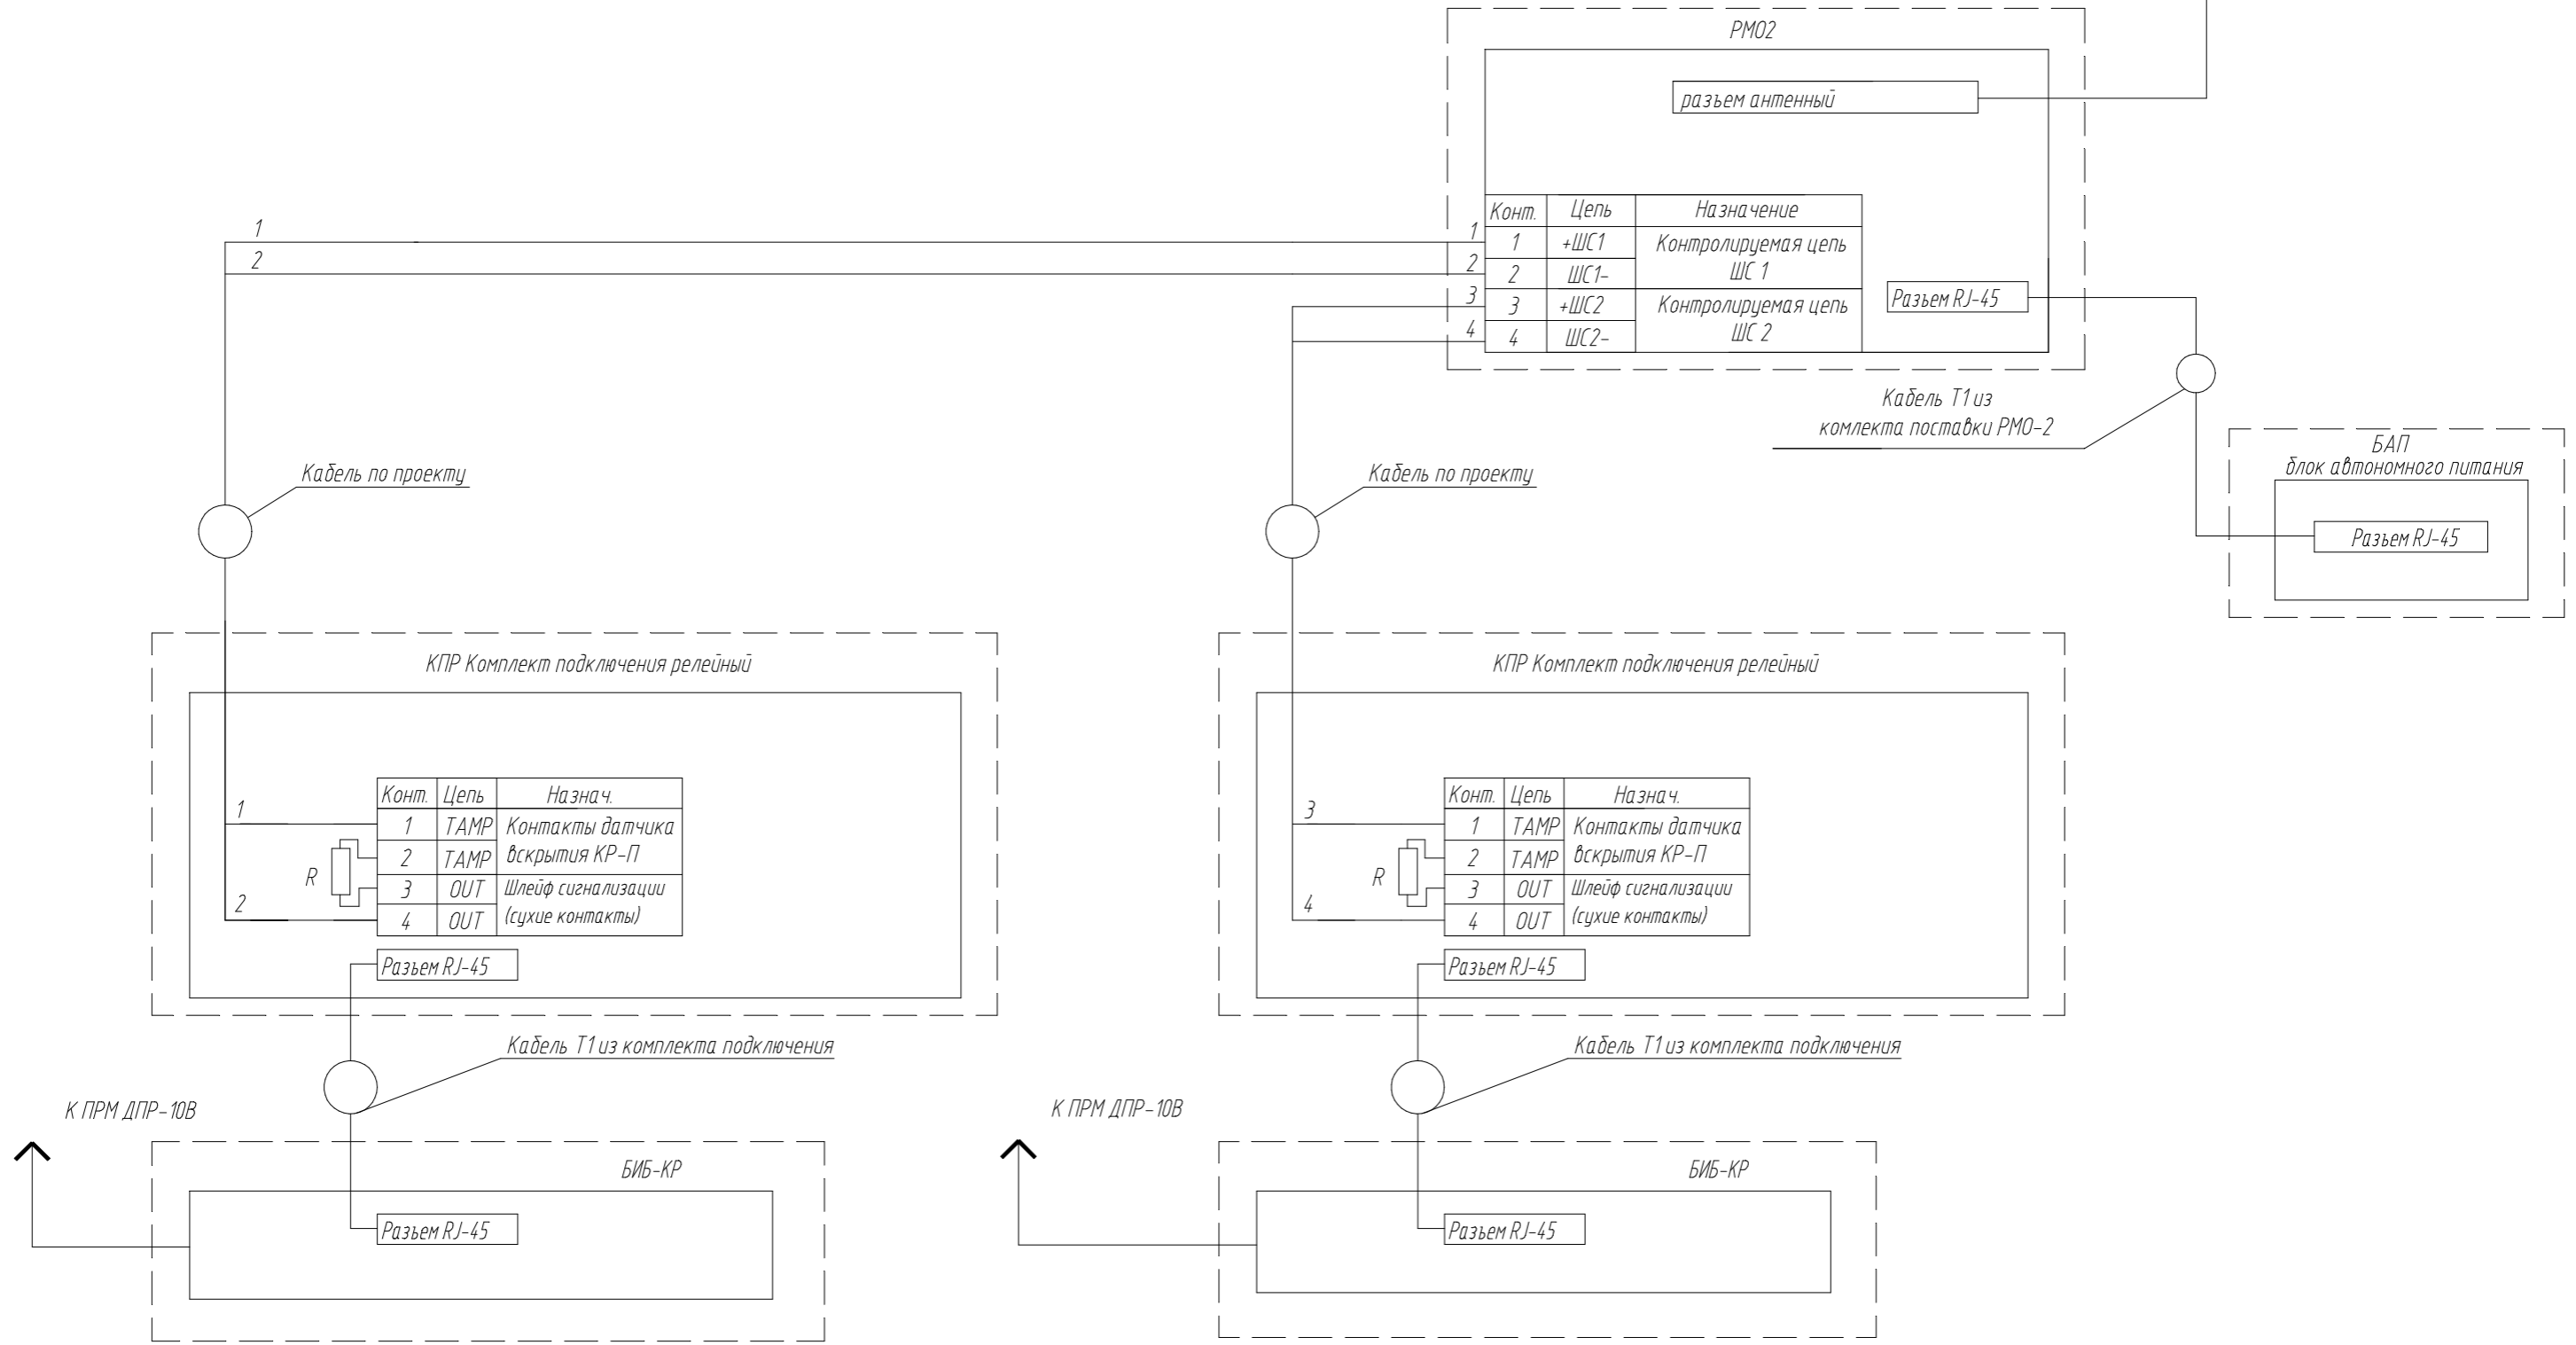 РМО2
разъем антенный
Конт. Цепь Назначение
1 +ШС1 Контролируемая цепь
2 ШС1- ШС 1
3 +ШС2 Контролируемая цепь
4 ШС2- ШС 2
1
2
1
2
3
4
Разъем RJ-45
Кабель Т1 из
комлекта поставки РМО-2
БАП
блок автономного питания
Разъем RJ-45
Кабель по проекту
Кабель по проекту
КПР Комплект подключения релейный
1
2
R
Конт. Цепь Назнач.
1 TAMP Контакты датчика
2 TAMP вскрытия КР-П
3 OUT Шлейф сигнализации
4 OUT (сухие контакты)
Разъем RJ-45
КПР Комплект подключения релейный
3
4
R
Конт. Цепь Назнач.
1 TAMP Контакты датчика
2 TAMP вскрытия КР-П
3 OUT Шлейф сигнализации
4 OUT (сухие контакты)
Разъем RJ-45
Кабель Т1 из комплекта подключения
Кабель Т1 из комплекта подключения
К ПРМ ДПР-10В
БИБ-КР
Разъем RJ-45
К ПРМ ДПР-10В
БИБ-КР
Разъем RJ-45